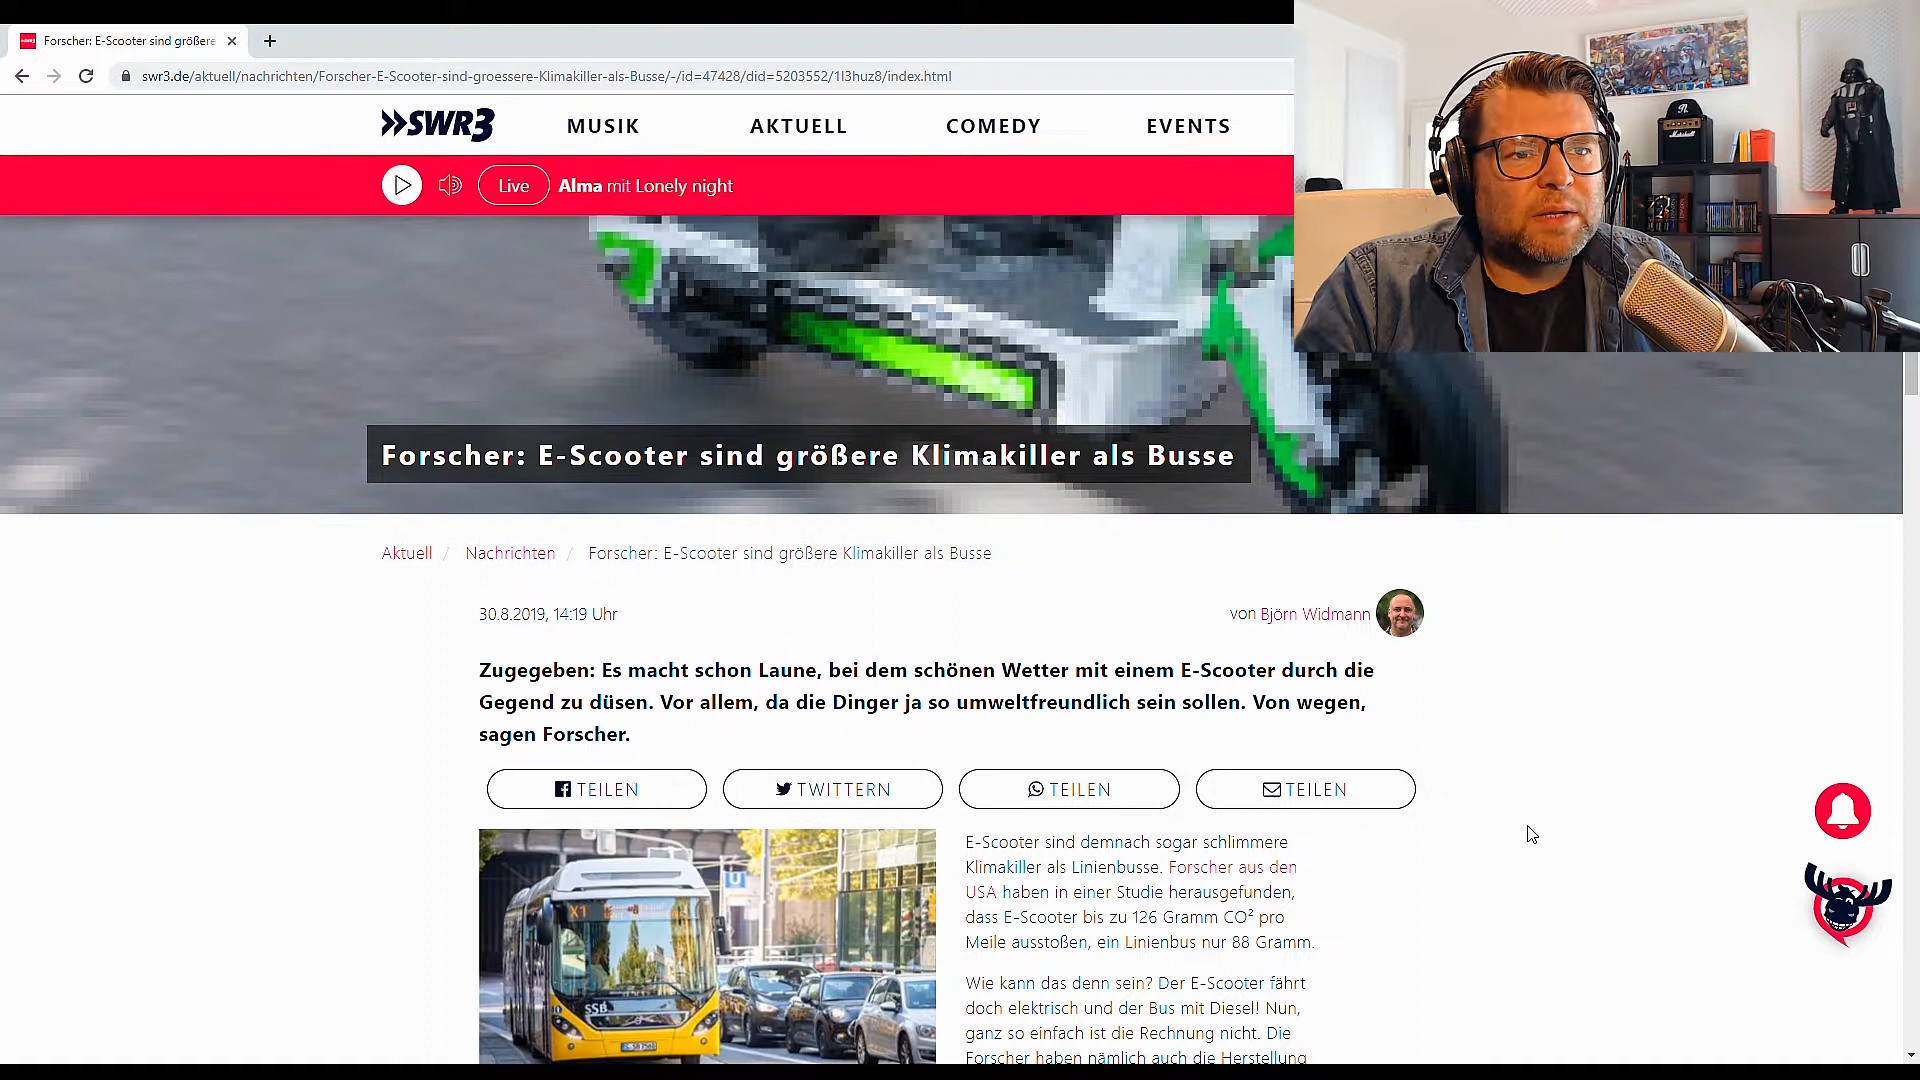 Forscher: E-Scooter sind größere
swr3.de/aktuell/nachrichten/Forscher-E-Scooter-sind-groessere-Klimakiller-als-Busse/-/id=47428/did=5203552/1l3huz8/index.html
SWR3 MUSIK AKTUELL COMEDY EVENTS
Live Alma mit Lonely night
Marshall
Forscher: E-Scooter sind größere Klimakiller als Busse
Aktuell / Nachrichten / Forscher: E-Scooter sind größere Klimakiller als Busse
30.8.2019, 14:19 Uhr von Björn Widmann
Zugegeben: Es macht schon Laune, bei dem schönen Wetter mit einem E-Scooter durch die
Gegend zu düsen. Vor allem, da die Dinger ja so umweltfreundlich sein sollen. Von wegen,
sagen Forscher.
TEILEN TWITTERN TEILEN TEILEN
U
X1
SSB
E-Scooter sind demnach sogar schlimmere
Klimakiller als Linienbusse. Forscher aus den
USA haben in einer Studie herausgefunden,
dass E-Scooter bis zu 126 Gramm CO² pro
Meile ausstoßen, ein Linienbus nur 88 Gramm.
Wie kann das denn sein? Der E-Scooter fährt
doch elektrisch und der Bus mit Diesel! Nun,
ganz so einfach ist die Rechnung nicht. Die
Forscher haben nämlich auch die Herstellung